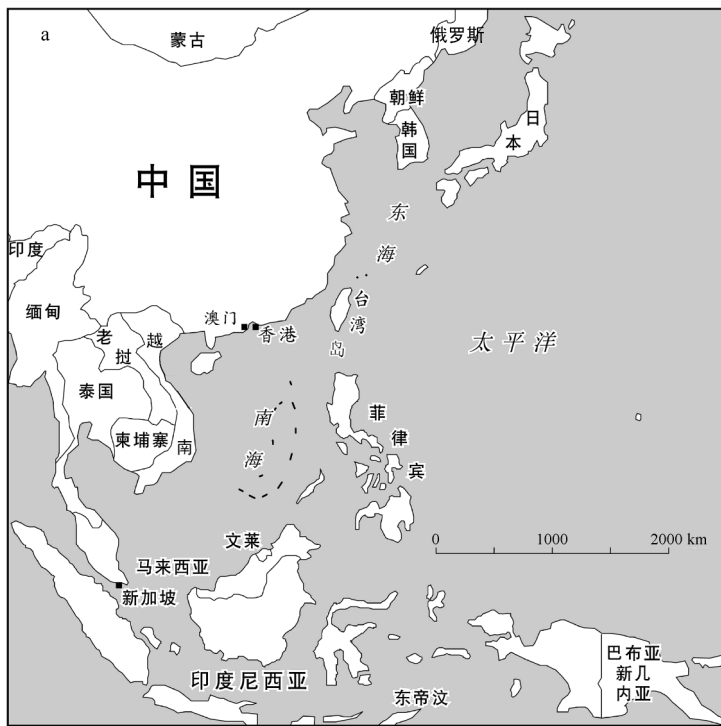 a
蒙古
俄罗斯
朝鲜
韩国
日本
中国
东海
印度
缅甸
澳门
香港
台湾岛
老挝
越南
太平洋
泰国
柬埔寨
南海
菲律宾
文莱
马来西亚
新加坡
0 1000 2000 km
印度尼西亚
东帝汶
巴布亚
新几
内亚